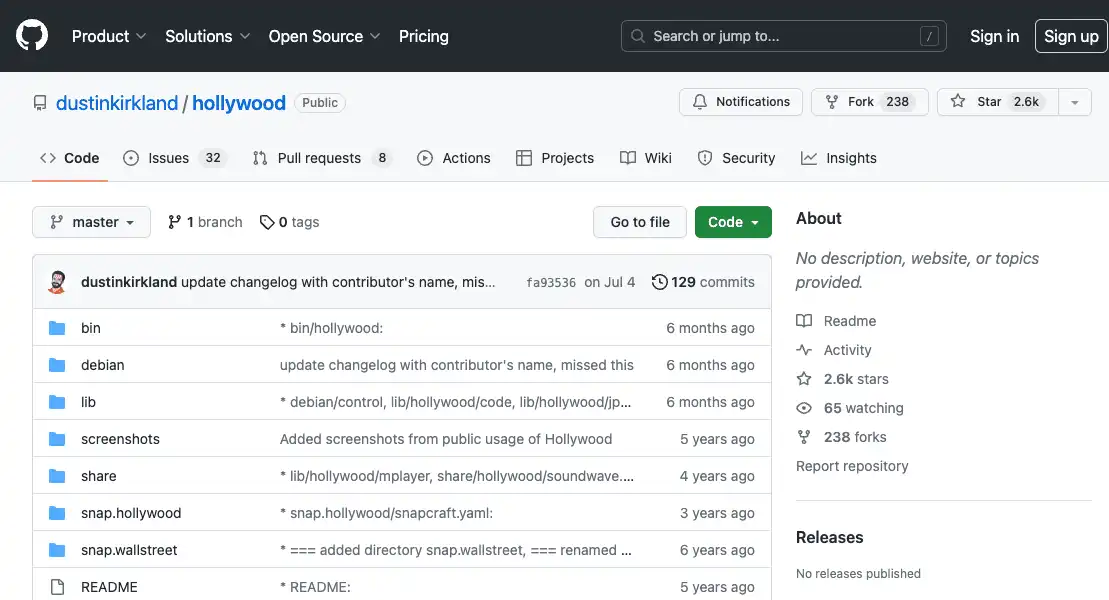 Product Solutions Open Source Pricing Search or jump to... / Sign in Sign up
dustinkirkland / hollywood Public Notifications Fork 238 Star 2.6k
Code Issues 32 Pull requests 8 Actions Projects Wiki Security Insights
master 1 branch 0 tags Go to file Code
dustinkirkland update changelog with contributor's name, mis... fa93536 on Jul 4 129 commits
bin * bin/hollywood: 6 months ago
debian update changelog with contributor's name, missed this 6 months ago
lib * debian/control, lib/hollywood/code, lib/hollywood/jp... 6 months ago
screenshots Added screenshots from public usage of Hollywood 5 years ago
share * lib/hollywood/mplayer, share/hollywood/soundwave.... 4 years ago
snap.hollywood * snap.hollywood/snapcraft.yaml: 3 years ago
snap.wallstreet * === added directory snap.wallstreet, === renamed ... 6 years ago
README * README: 5 years ago
About
No description, website, or topics
provided.
Readme
Activity
2.6k stars
65 watching
238 forks
Report repository
Releases
No releases published